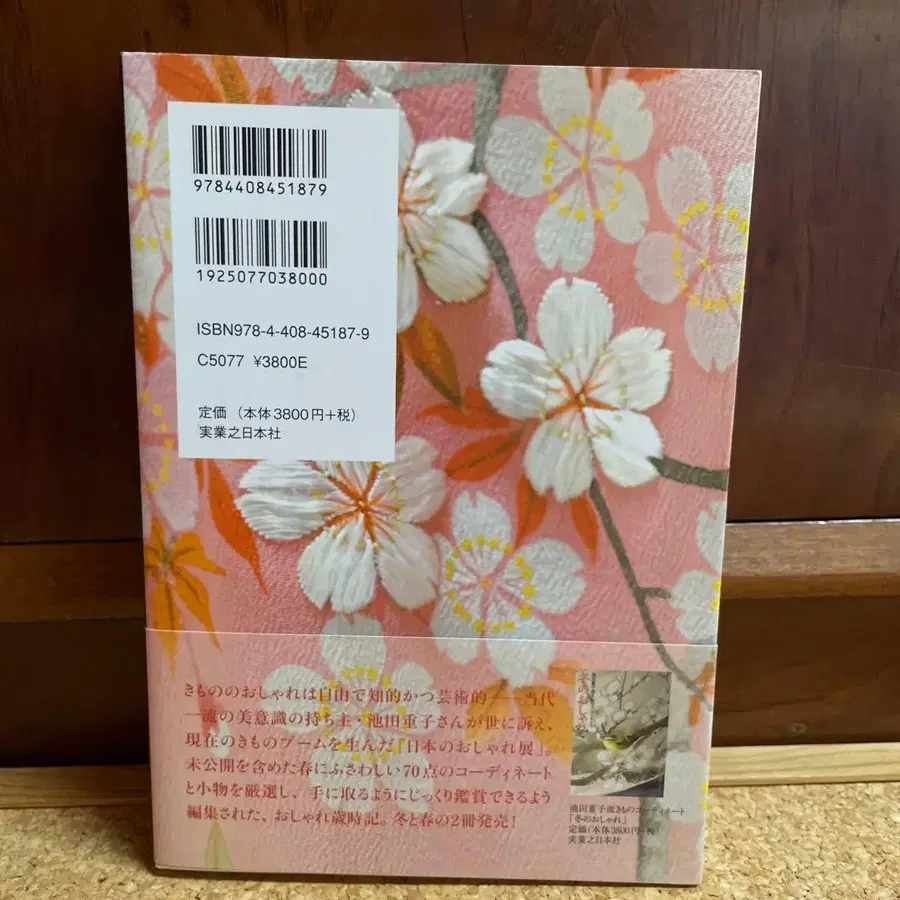 9784408451879
1925077038000
ISBN978-4-408-45187-9
C5077 ¥3800E
定価（本体3800円+税）
実業之日本社
きもののおしゃれは自由で知的かつ芸術的——当代
一流の美意識の持ち主・池田重子さんが世に訴え、
現在のきものブームを生んだ『日本のおしゃれ展』。
未公開を含めた春にふさわしい70点のコーディネート
と小物を厳選し、手に取るようにじっくり鑑賞できるよう
編集された、おしゃれ歳時記。冬と春の2冊発売！
冬のおしゃれ
池田重子流きものコーディネート
『冬のおしゃれ』
定価（本体3800円+税）
実業之日本社